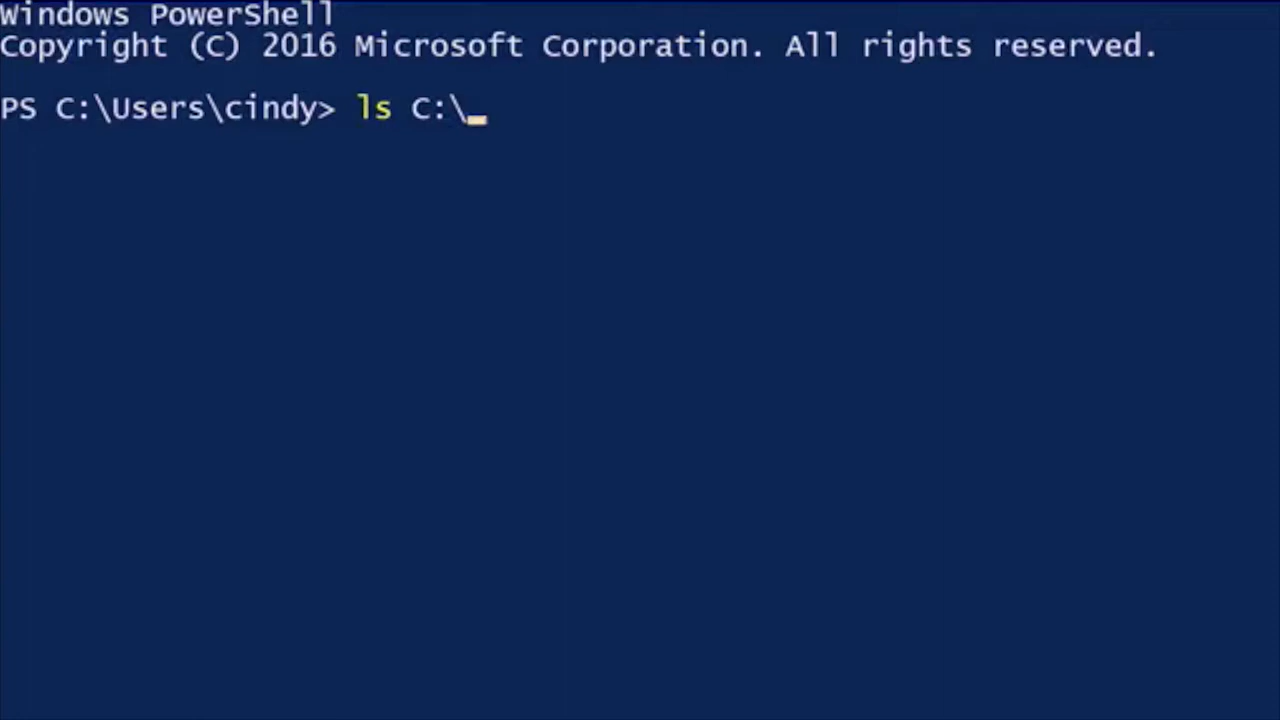 Windows PowerShell
Copyright (C) 2016 Microsoft Corporation. All rights reserved.
PS C:\Users\cindy> ls C:\